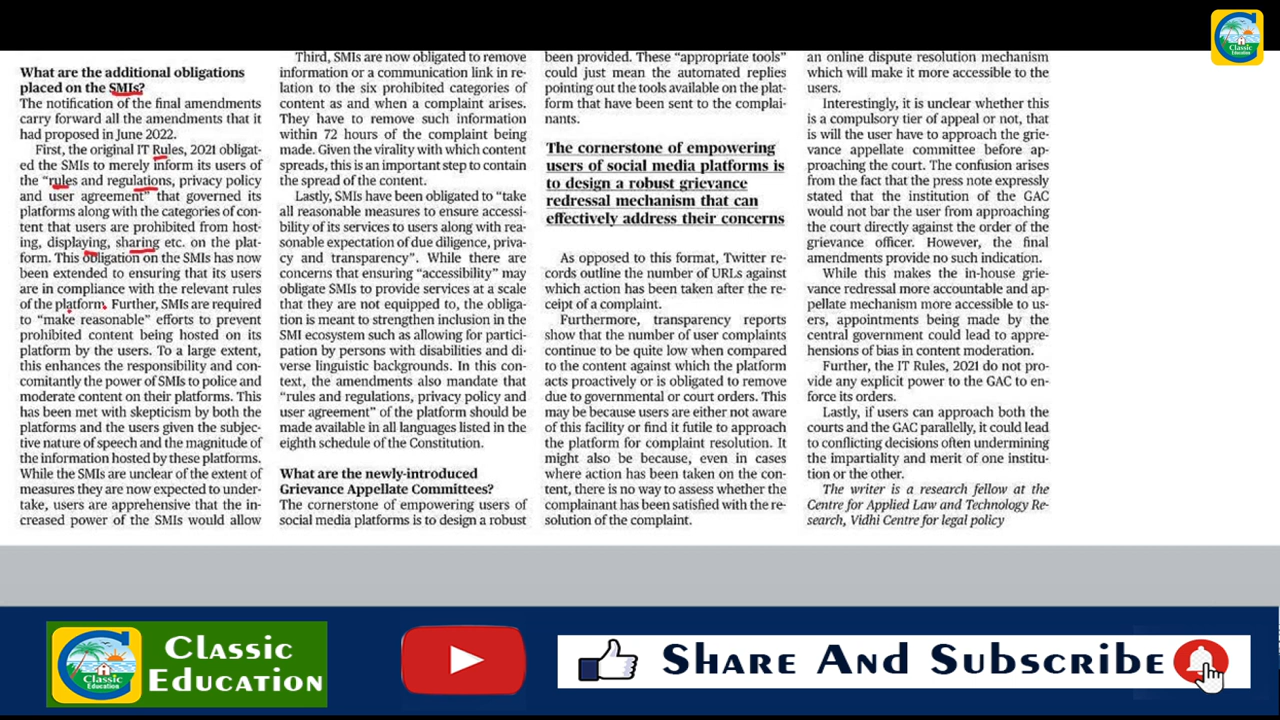 Classic
Education
What are the additional obligations
placed on the SMIs?
The notification of the final amendments
carry forward all the amendments that it
had proposed in June 2022.
First, the original IT Rules, 2021 obligat-
ed the SMIs to merely inform its users of
the “rules and regulations, privacy policy
and user agreement” that governed its
platforms along with the categories of con-
tent that users are prohibited from host-
ing, displaying, sharing etc. on the plat-
form. This obligation on the SMIs has now
been extended to ensuring that its users
are in compliance with the relevant rules
of the platform. Further, SMIs are required
to “make reasonable” efforts to prevent
prohibited content being hosted on its
platform by the users. To a large extent,
this enhances the responsibility and con-
comitantly the power of SMIs to police and
moderate content on their platforms. This
has been met with skepticism by both the
platforms and the users given the subjec-
tive nature of speech and the magnitude of
the information hosted by these platforms.
While the SMIs are unclear of the extent of
measures they are now expected to under-
take, users are apprehensive that the in-
creased power of the SMIs would allow
Third, SMIs are now obligated to remove
information or a communication link in re-
lation to the six prohibited categories of
content as and when a complaint arises.
They have to remove such information
within 72 hours of the complaint being
made. Given the virality with which content
spreads, this is an important step to contain
the spread of the content.
Lastly, SMIs have been obligated to “take
all reasonable measures to ensure accessi-
bility of its services to users along with rea-
sonable expectation of due diligence, priva-
cy and transparency”. While there are
concerns that ensuring “accessibility” may
obligate SMIs to provide services at a scale
that they are not equipped to, the obliga-
tion is meant to strengthen inclusion in the
SMI ecosystem such as allowing for partici-
pation by persons with disabilities and di-
verse linguistic backgrounds. In this con-
text, the amendments also mandate that
“rules and regulations, privacy policy and
user agreement” of the platform should be
made available in all languages listed in the
eighth schedule of the Constitution.
What are the newly-introduced
Grievance Appellate Committees?
The cornerstone of empowering users of
social media platforms is to design a robust
been provided. These “appropriate tools”
could just mean the automated replies
pointing out the tools available on the plat-
form that have been sent to the complai-
nants.
The cornerstone of empowering
users of social media platforms is
to design a robust grievance
redressal mechanism that can
effectively address their concerns
As opposed to this format, Twitter re-
cords outline the number of URLs against
which action has been taken after the re-
ceipt of a complaint.
Furthermore, transparency reports
show that the number of user complaints
continue to be quite low when compared
to the content against which the platform
acts proactively or is obligated to remove
due to governmental or court orders. This
may be because users are either not aware
of this facility or find it futile to approach
the platform for complaint resolution. It
might also be because, even in cases
where action has been taken on the con-
tent, there is no way to assess whether the
complainant has been satisfied with the re-
solution of the complaint.
an online dispute resolution mechanism
which will make it more accessible to the
users.
Interestingly, it is unclear whether this
is a compulsory tier of appeal or not, that
is will the user have to approach the grie-
vance appellate committee before ap-
proaching the court. The confusion arises
from the fact that the press note expressly
stated that the institution of the GAC
would not bar the user from approaching
the court directly against the order of the
grievance officer. However, the final
amendments provide no such indication.
While this makes the in-house grie-
vance redressal more accountable and ap-
pellate mechanism more accessible to us-
ers, appointments being made by the
central government could lead to appre-
hensions of bias in content moderation.
Further, the IT Rules, 2021 do not pro-
vide any explicit power to the GAC to en-
force its orders.
Lastly, if users can approach both the
courts and the GAC parallelly, it could lead
to conflicting decisions often undermining
the impartiality and merit of one institu-
tion or the other.
The writer is a research fellow at the
Centre for Applied Law and Technology Re-
search, Vidhi Centre for legal policy
Classic
Education
Classic
Education
Share And Subscribe